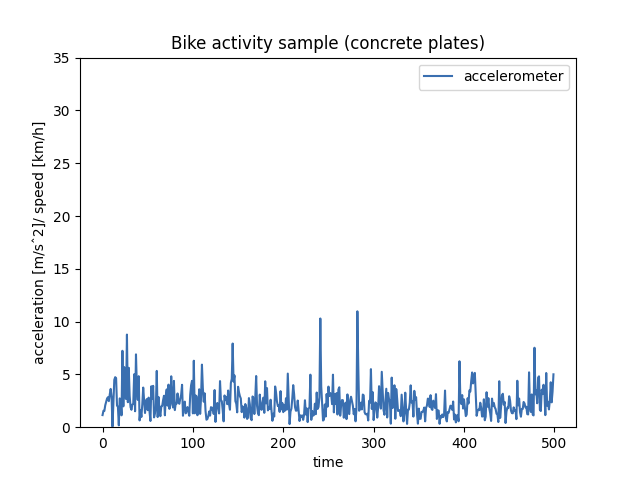 Bike activity sample (concrete plates)
accelerometer
35
30
25
20
15
10
5
0
acceleration [m/sˆ2]/ speed [km/h]
0 100 200 300 400 500
time